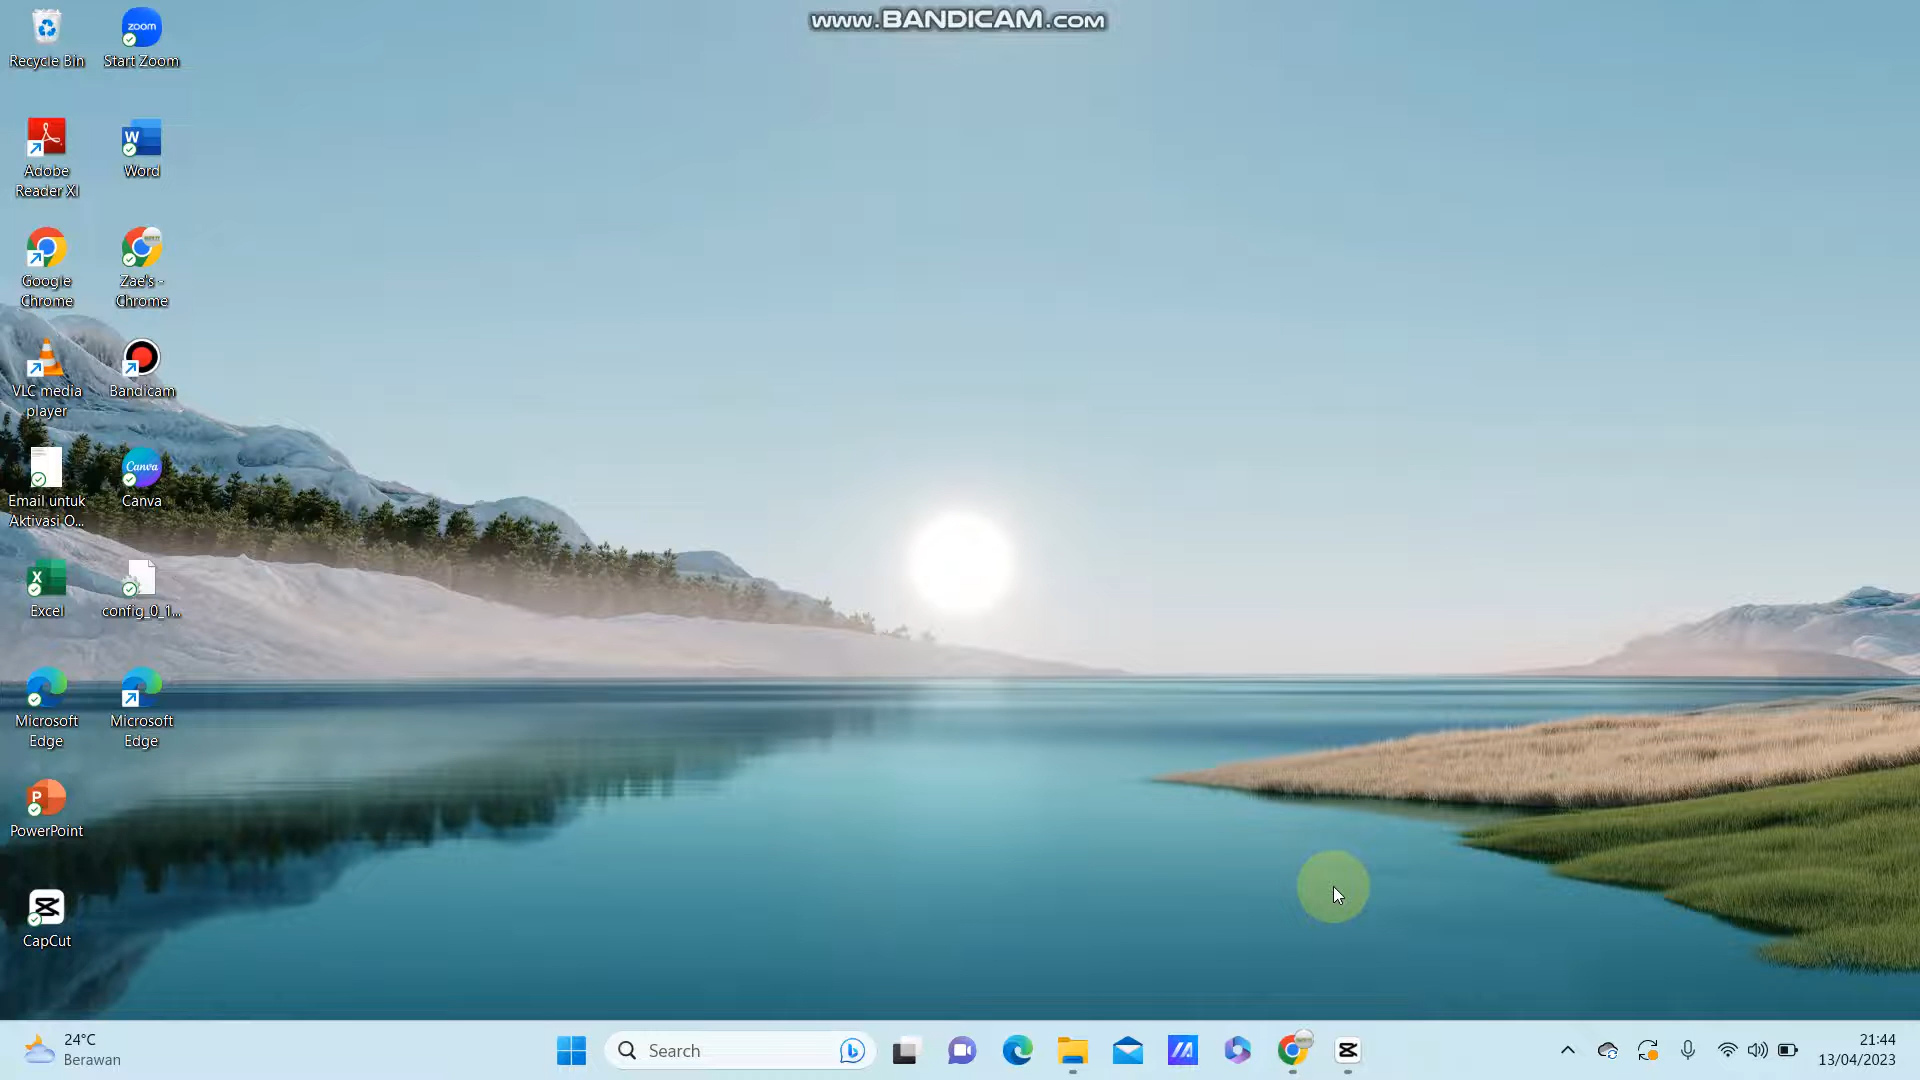 www.BANDICAM.com
Recycle Bin
zoom
Start Zoom
Adobe
Reader XI
W
Word
Google
Chrome
Zae's -
Chrome
VLC media
player
Bandicam
Email untuk
Aktivasi O...
Canva
Canva
X
Excel
config_0_1...
Microsoft
Edge
Microsoft
Edge
P
PowerPoint
CapCut
24°C
Berawan
Search
21:44
13/04/2023